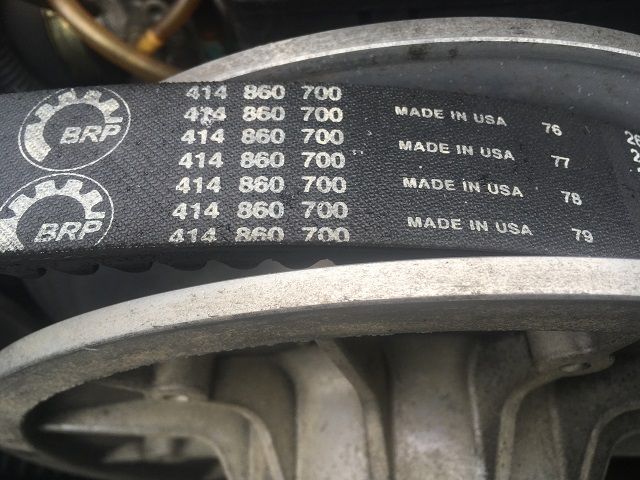 414 860 700
BRP 414 860 700 MADE IN USA 76
414 860 700
414 860 700 MADE IN USA 77
414 860 700 MADE IN USA 78
BRP 414 860 700
414 860 700 MADE IN USA 79